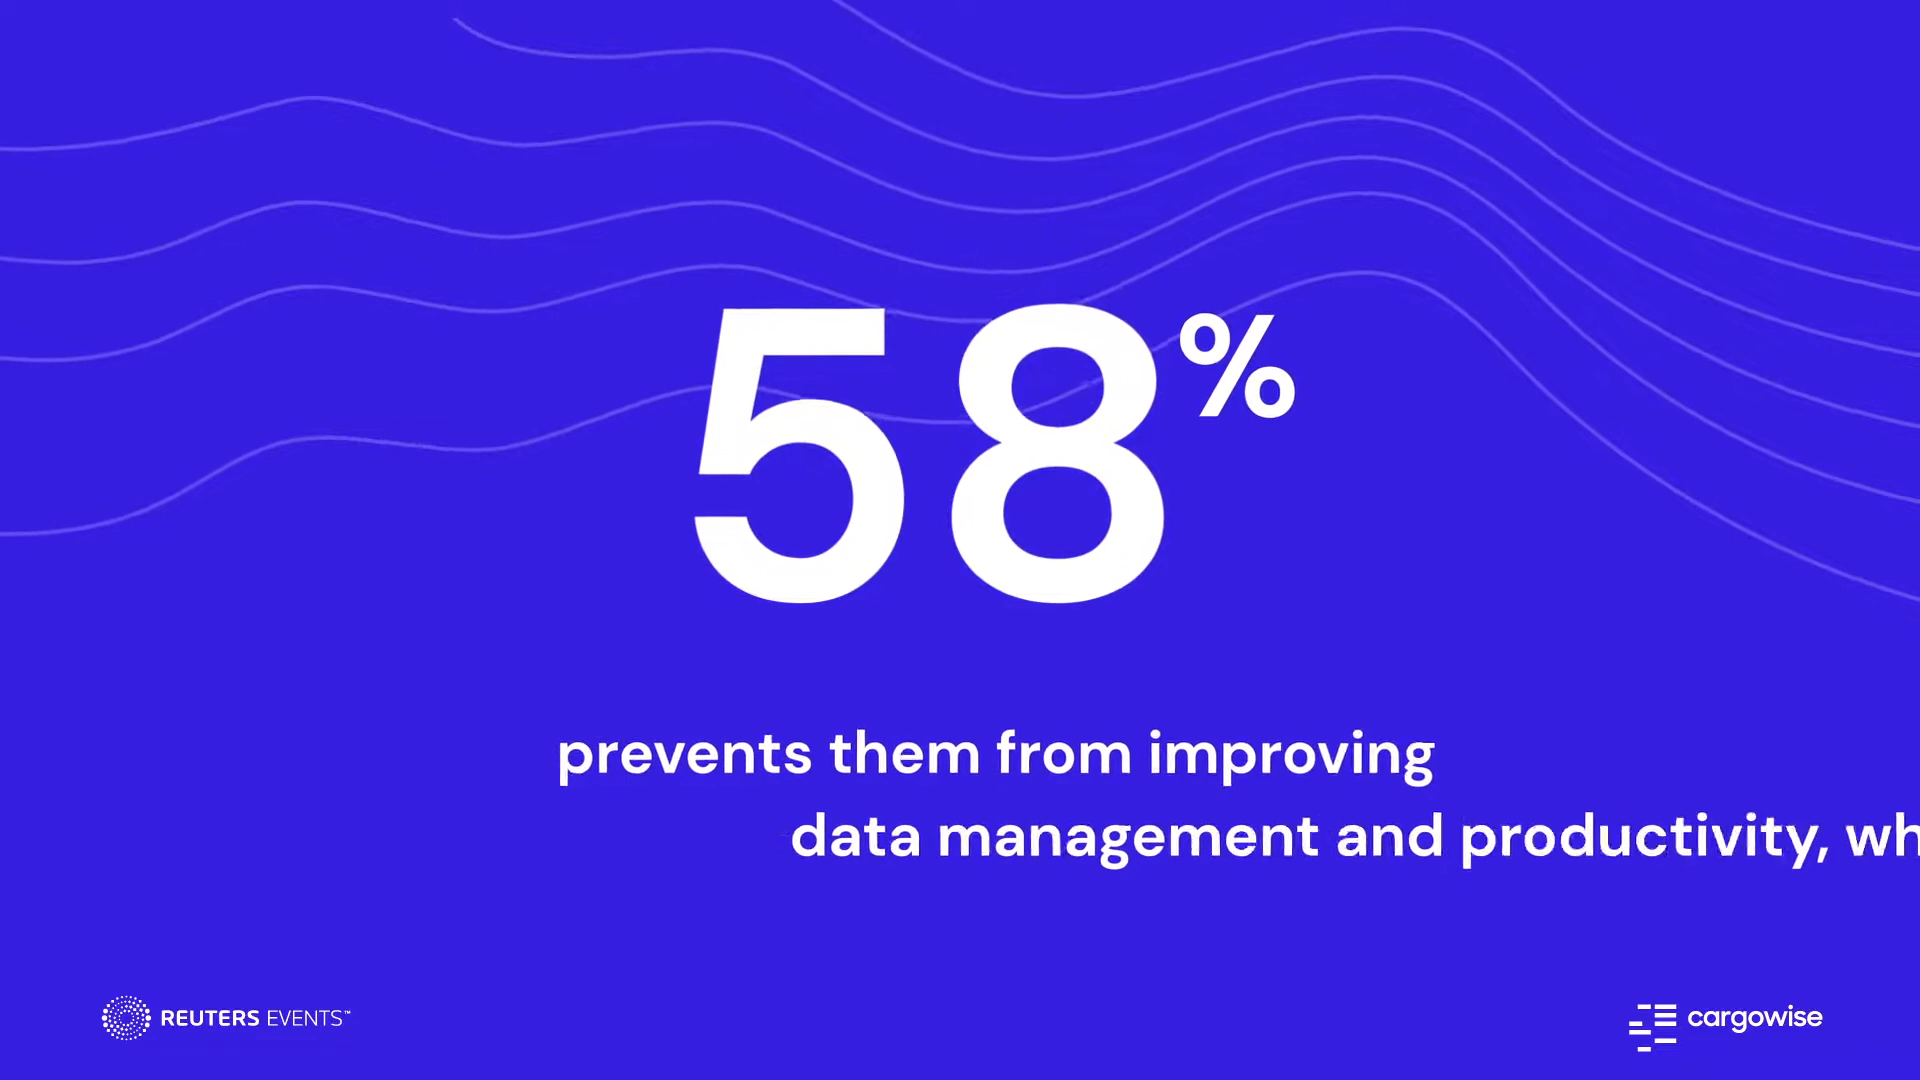 58%
prevents them from improving
data management and productivity,
REUTERS EVENTS™
cargowise